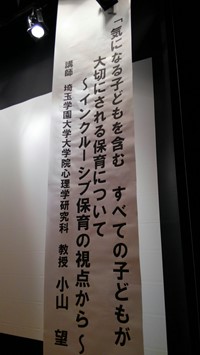 「気になる子どもを含む　すべての子どもが
大切にされる保育について
～インクルーシブ保育の視点から～
講師　埼玉学園大学大学院心理学研究科　教授　小山　望